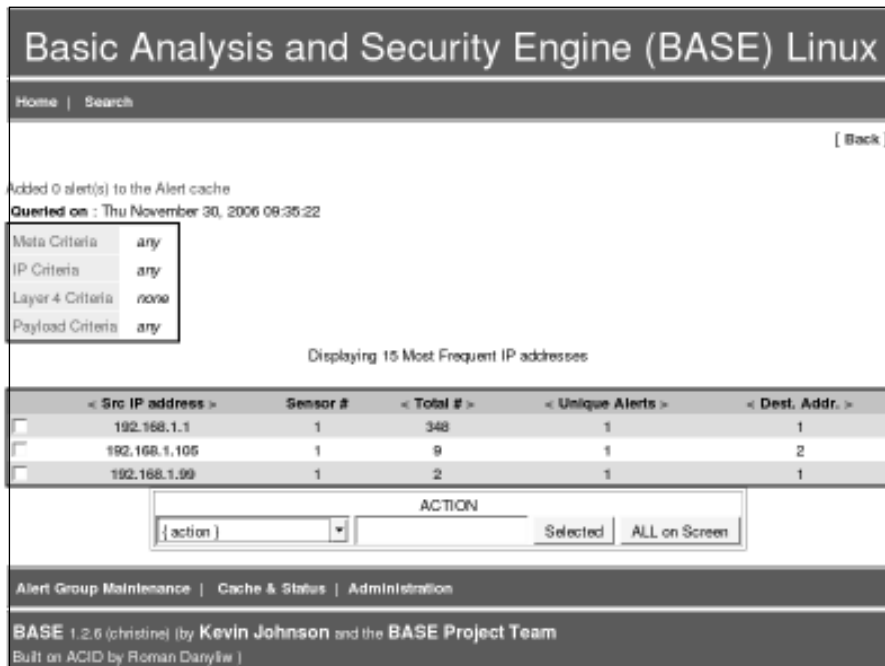 Basic Analysis and Security Engine (BASE) Linux
Home | Search
[ Back ]
Added 0 alert(s) to the Alert cache
Queried on : Thu November 30, 2006 09:35:22
Meta Criteria any
IP Criteria any
Layer 4 Criteria none
Payload Criteria any
Displaying 15 Most Frequent IP addresses
< Src IP address > Sensor # < Total # > < Unique Alerts > < Dest. Addr. >
192.168.1.1 1 348 1 1
192.168.1.105 1 9 1 2
192.168.1.99 1 2 1 1
ACTION
{ action } Selected ALL on Screen
Alert Group Maintenance | Cache & Status | Administration
BASE 1.2.6 (christine) (by Kevin Johnson and the BASE Project Team
Built on ACID by Roman Danyliw )